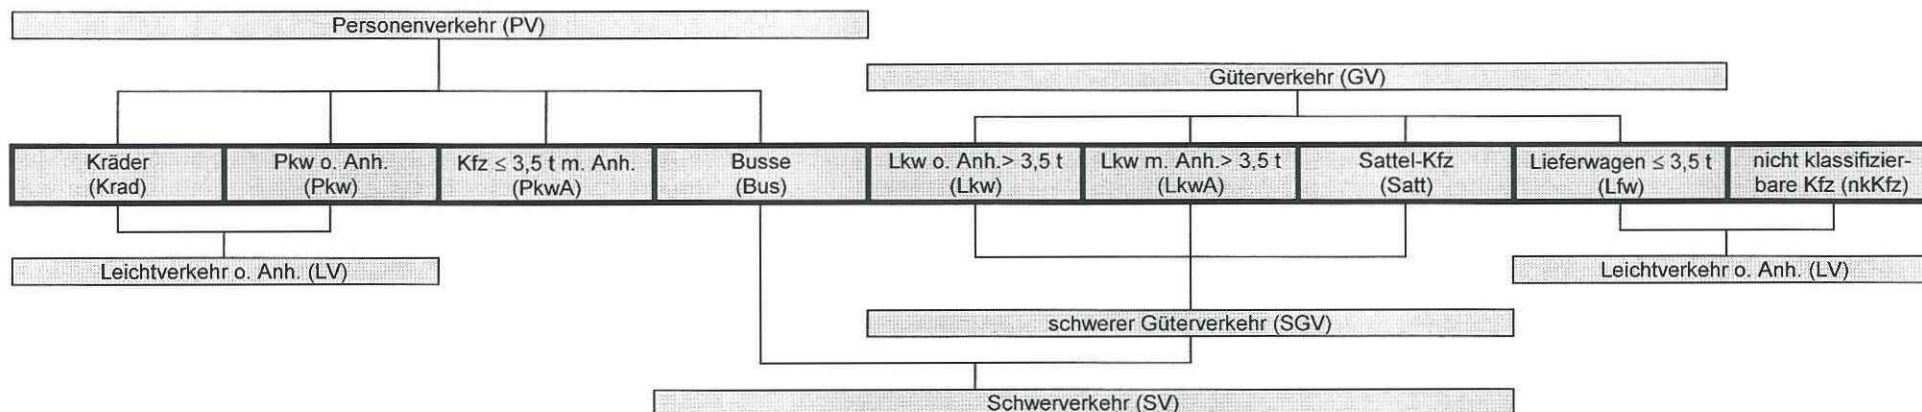 Personenverkehr (PV)
Güterverkehr (GV)
Kräder
(Krad)
Pkw o. Anh.
(Pkw)
Kfz ≤ 3,5 t m. Anh.
(PkwA)
Busse
(Bus)
Lkw o. Anh.> 3,5 t
(Lkw)
Lkw m. Anh.> 3,5 t
(LkwA)
Sattel-Kfz
(Satt)
Lieferwagen ≤ 3,5 t
(Lfw)
nicht klassifizier-
bare Kfz (nkKfz)
Leichtverkehr o. Anh. (LV)
Leichtverkehr o. Anh. (LV)
schwerer Güterverkehr (SGV)
Schwerverkehr (SV)